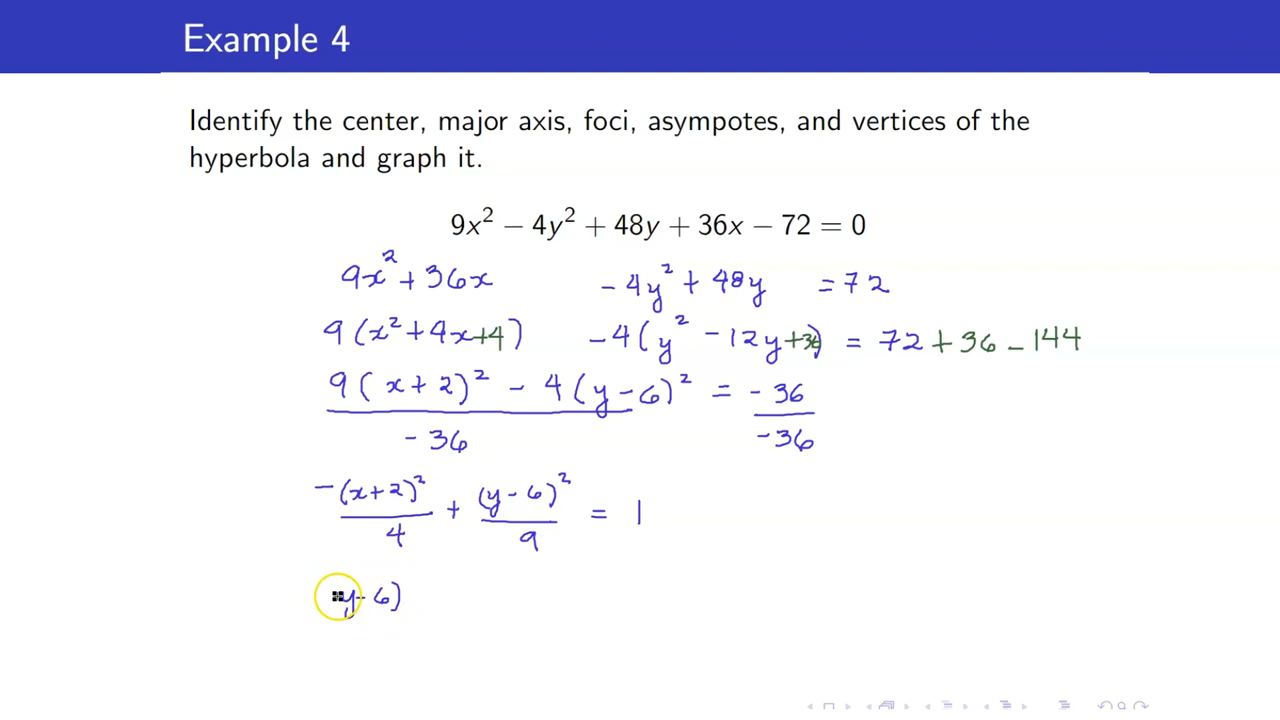 Example 4
Identify the center, major axis, foci, asympotes, and vertices of the
hyperbola and graph it.
9x² − 4y² + 48y + 36x − 72 = 0
9x² + 36x − 4y² + 48y = 72
9(x² + 4x + 4) − 4(y² − 12y + 36) = 72 + 36 − 144
9(x + 2)² − 4(y − 6)² = − 36
− 36 − 36
−(x + 2)² + (y − 6)² = 1
4 9
y − 6)